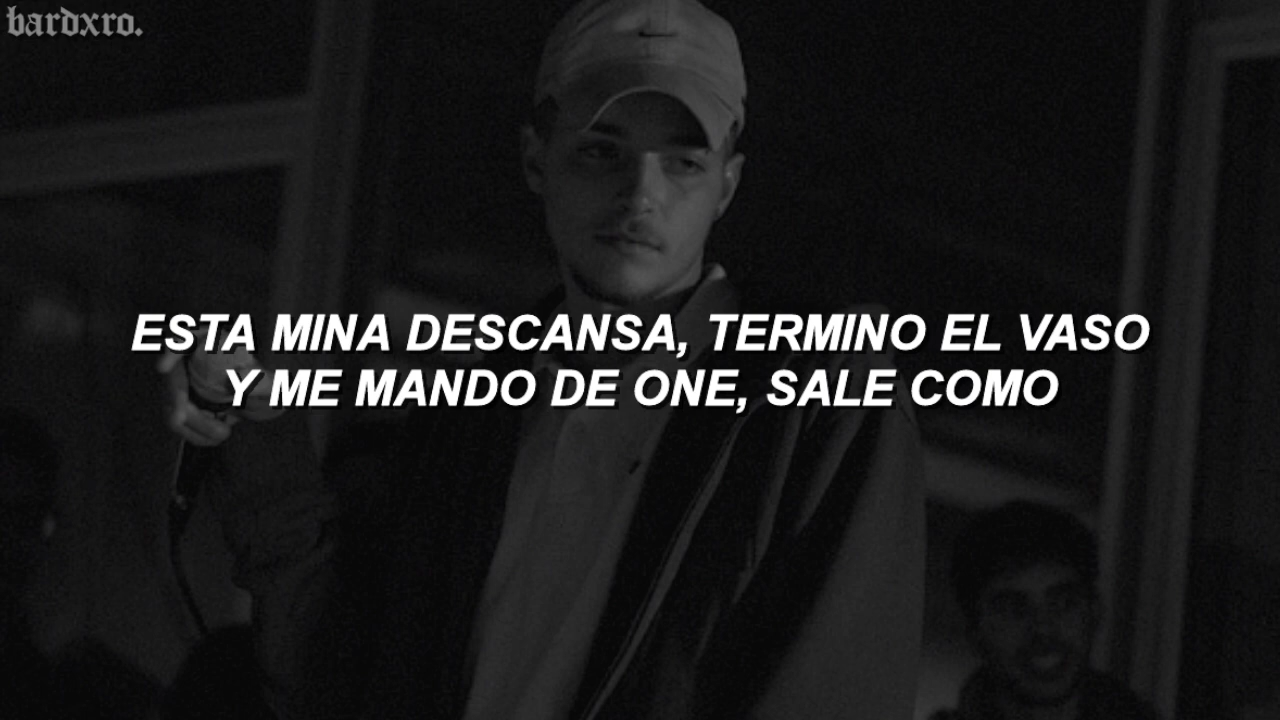 bardxro.
ESTA MINA DESCANSA, TERMINO EL VASO
Y ME MANDO DE ONE, SALE COMO